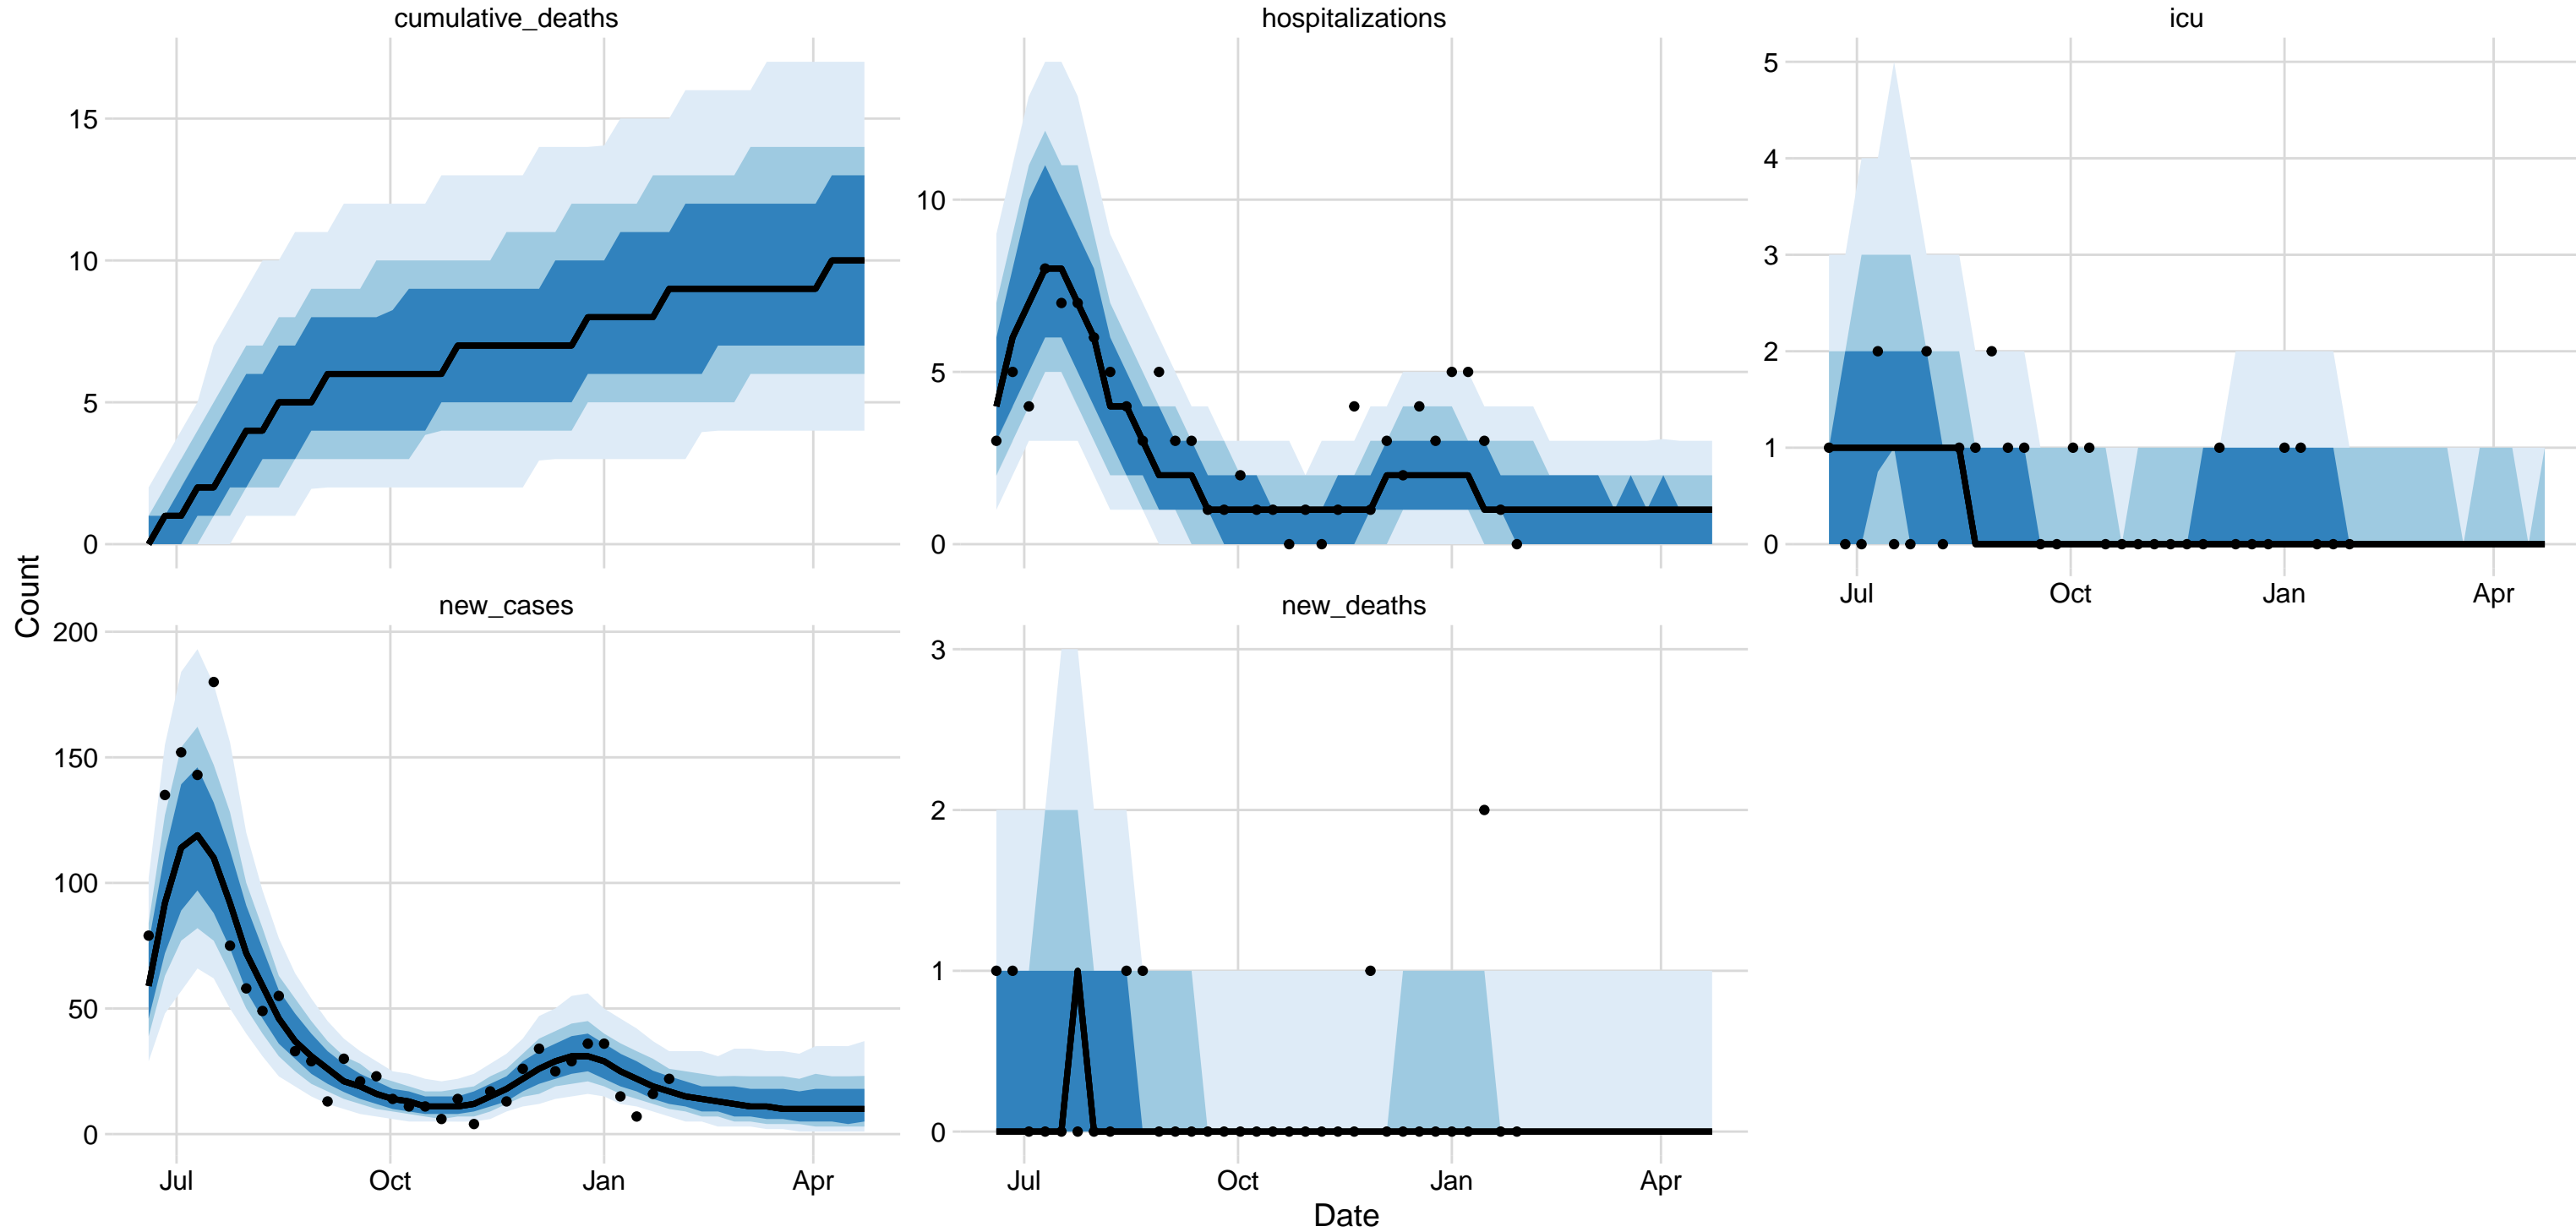 cumulative_deaths
hospitalizations
icu
15
10
5
0
10
5
0
5
4
3
2
1
0
Jul Oct Jan Apr
Count
new_cases
new_deaths
200
150
100
50
0
3
2
1
0
Jul Oct Jan Apr
Jul Oct Jan Apr
Date